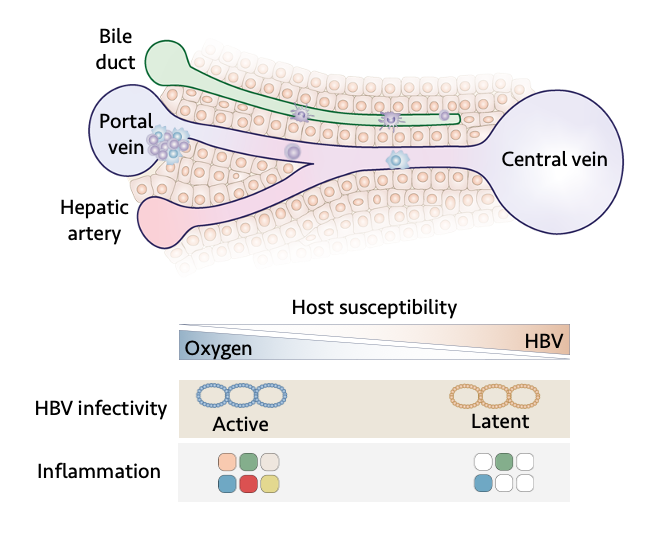 Bile
duct
Portal
vein
Central vein
Hepatic
artery
Host susceptibility
Oxygen
HBV
HBV infectivity
Active
Latent
Inflammation